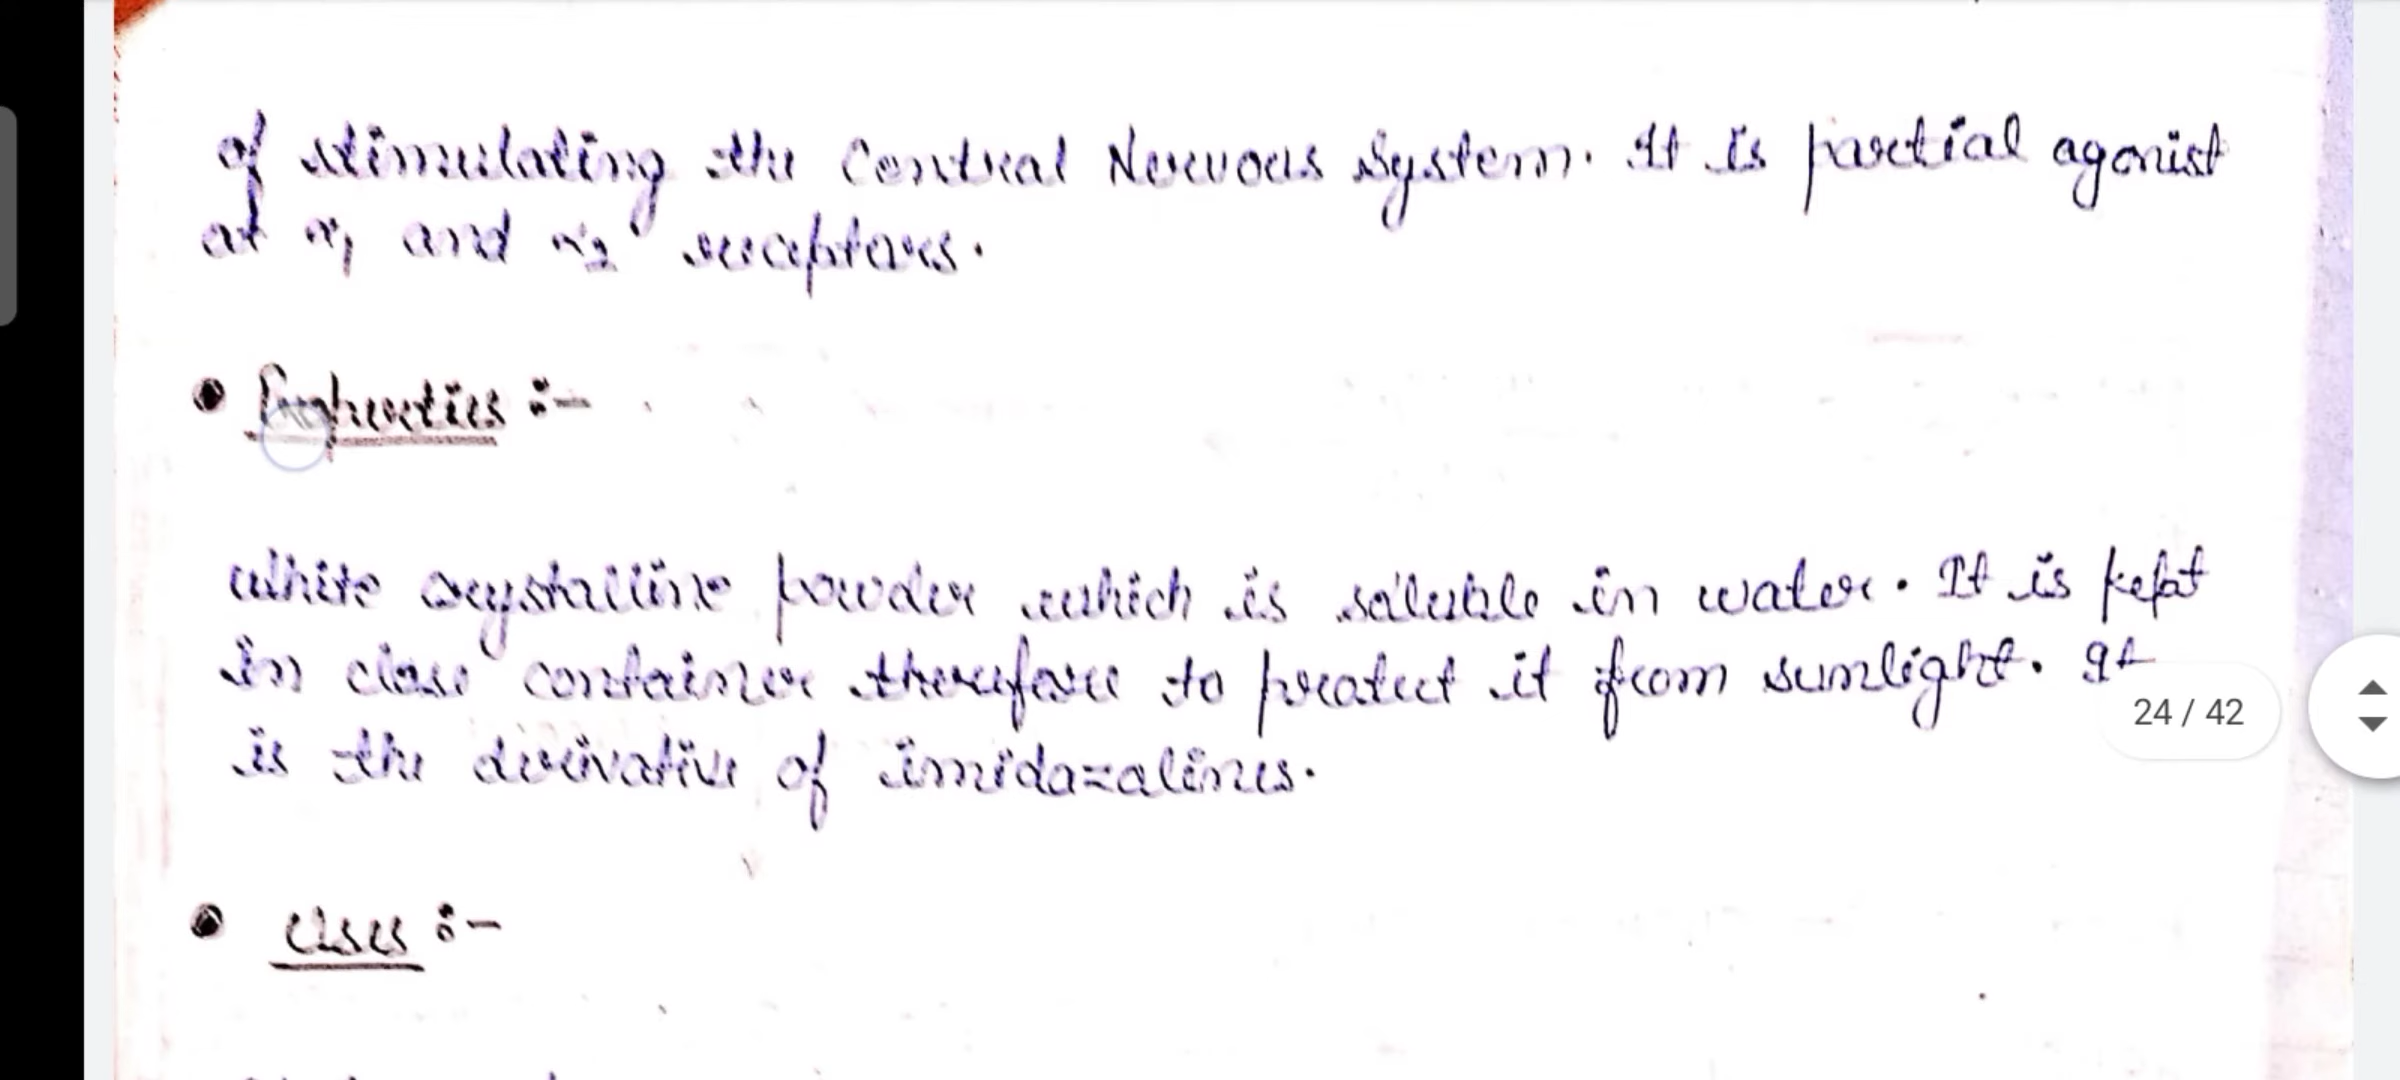 of stimulating the Central Nervous System. It is partial agonist
at α1 and α2 receptors.
• Properties :-
white crystalline powder which is soluble in water. It is kept
in close container therefore to protect it from sunlight. It
24 / 42
is the derivative of imidazalines.
• Uses :-